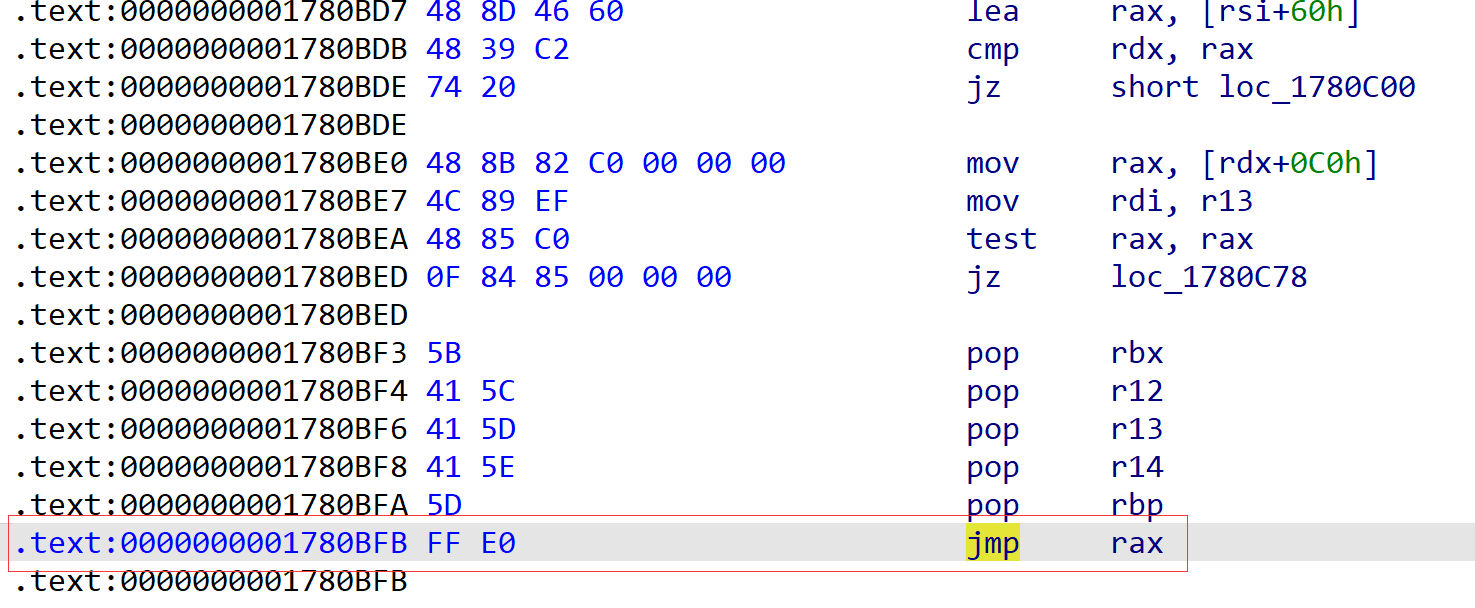 .text:0000000001780BD7 48 8D 46 60 lea rax, [rsi+60h]
.text:0000000001780BDB 48 39 C2 cmp rdx, rax
.text:0000000001780BDE 74 20 jz short loc_1780C00
.text:0000000001780BDE
.text:0000000001780BE0 48 8B 82 C0 00 00 00 mov rax, [rdx+0C0h]
.text:0000000001780BE7 4C 89 EF mov rdi, r13
.text:0000000001780BEA 48 85 C0 test rax, rax
.text:0000000001780BED 0F 84 85 00 00 00 jz loc_1780C78
.text:0000000001780BED
.text:0000000001780BF3 5B pop rbx
.text:0000000001780BF4 41 5C pop r12
.text:0000000001780BF6 41 5D pop r13
.text:0000000001780BF8 41 5E pop r14
.text:0000000001780BFA 5D pop rbp
.text:0000000001780BFB FF E0 jmp rax
.text:0000000001780BFB